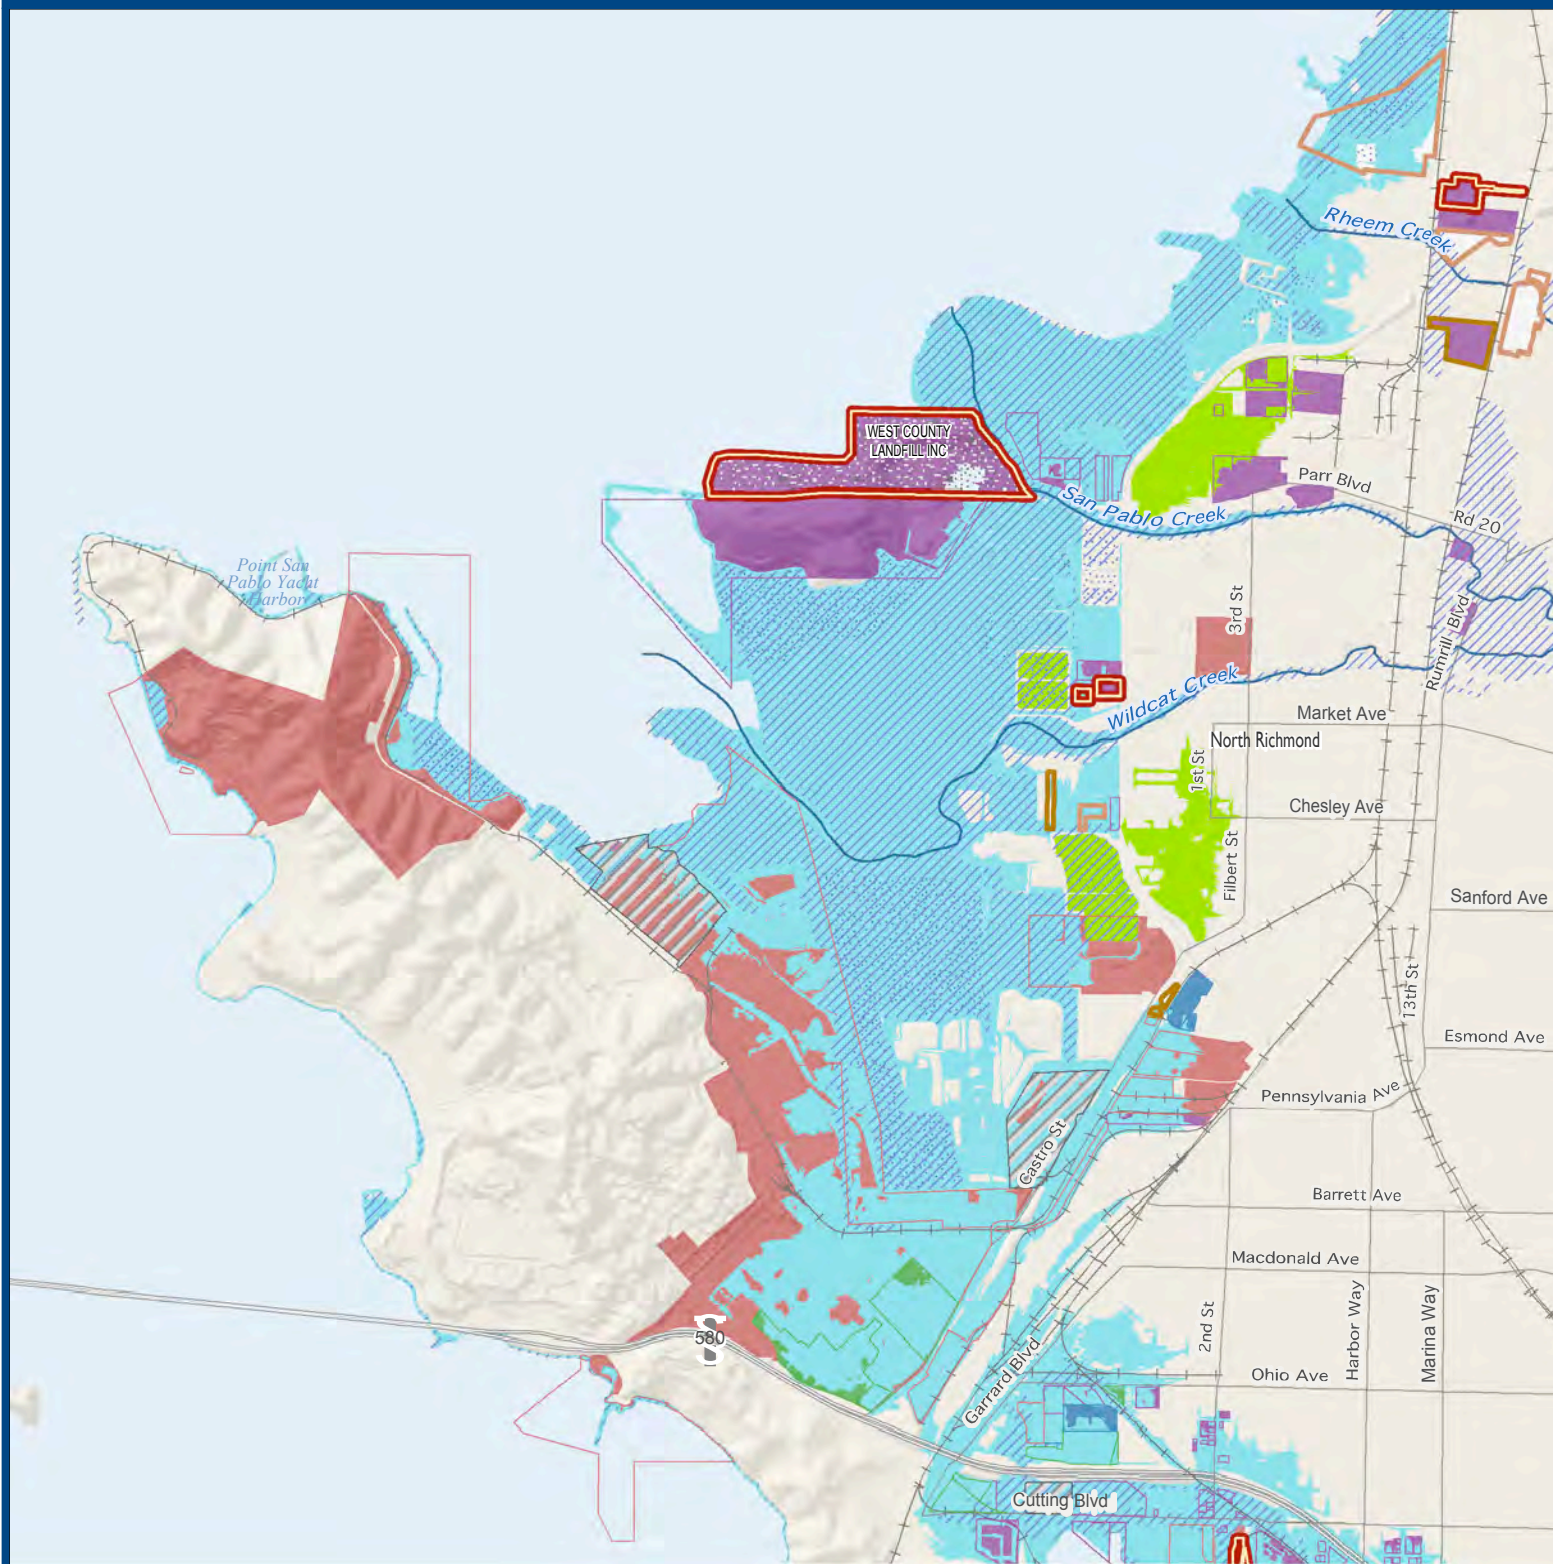 Rheem Creek
WEST COUNTY
LANDFILL INC
Parr Blvd
San Pablo Creek
Rd 20
Point San
Pablo Yacht
Harbor
3rd St
Rumrill Blvd
Wildcat Creek
Market Ave
North Richmond
1st St
Chesley Ave
Filbert St
Sanford Ave
13th St
Esmond Ave
Pennsylvania Ave
Castro St
Barrett Ave
Macdonald Ave
2nd St
Harbor Way
Marina Way
580
Ohio Ave
Garrard Blvd
Cutting Blvd